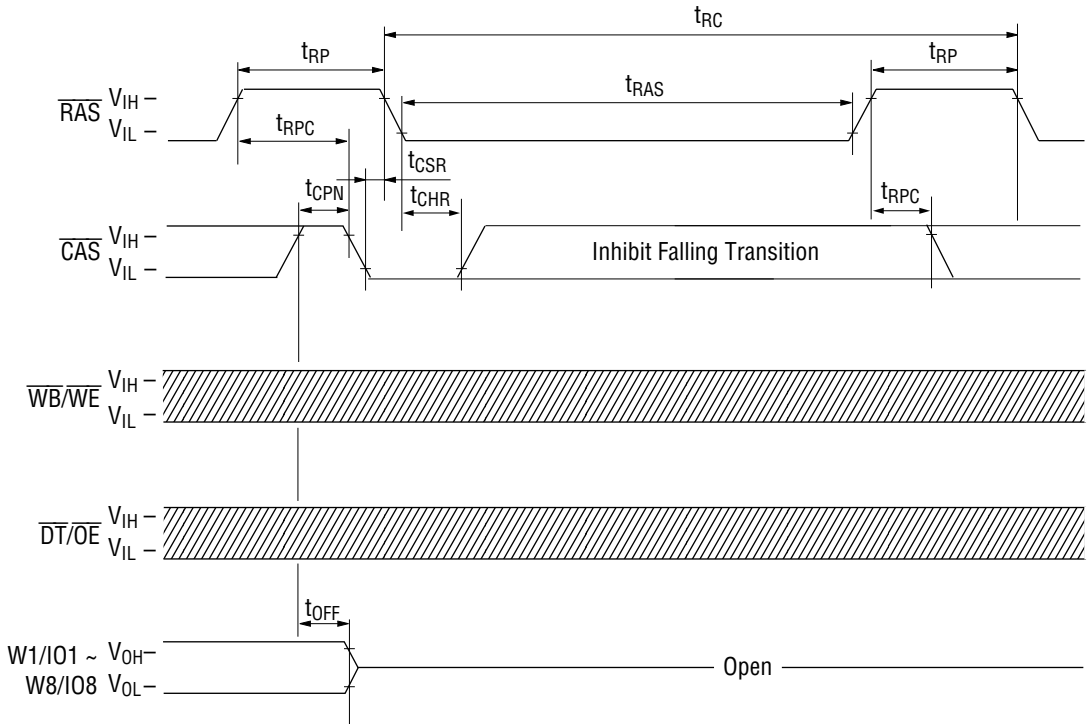 tRC
tRP
tRP
tRAS
RAS VIH –
VIL –
tRPC
tCSR
tCPN
tCHR
tRPC
CAS VIH –
VIL –
Inhibit Falling Transition
WB/WE VIH –
VIL –
DT/OE VIH –
VIL –
tOFF
W1/IO1 ~ VOH–
W8/IO8 VOL–
Open